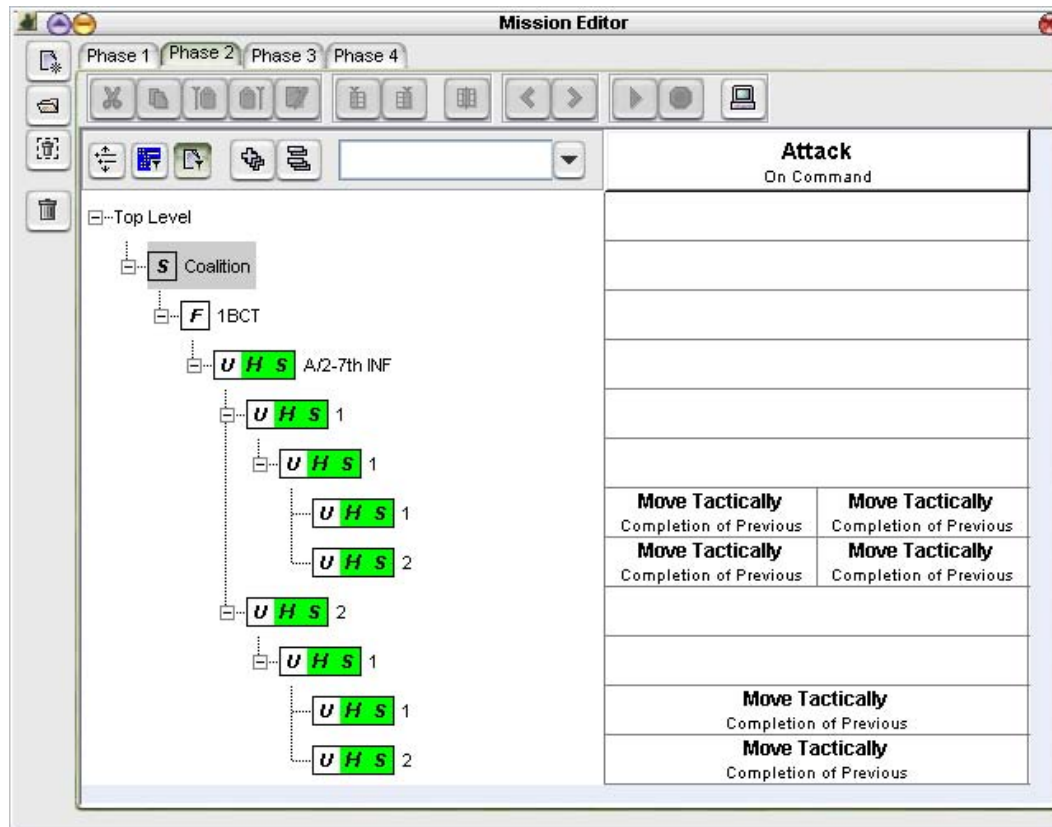 Mission Editor
Phase 1 Phase 2 Phase 3 Phase 4
Attack
On Command
Top Level
S Coalition
F 1BCT
U H S A/2-7th INF
U H S 1
U H S 1
U H S 1
Move Tactically Move Tactically
Completion of Previous Completion of Previous
U H S 2
Move Tactically Move Tactically
Completion of Previous Completion of Previous
U H S 2
U H S 1
U H S 1
Move Tactically
Completion of Previous
U H S 2
Move Tactically
Completion of Previous